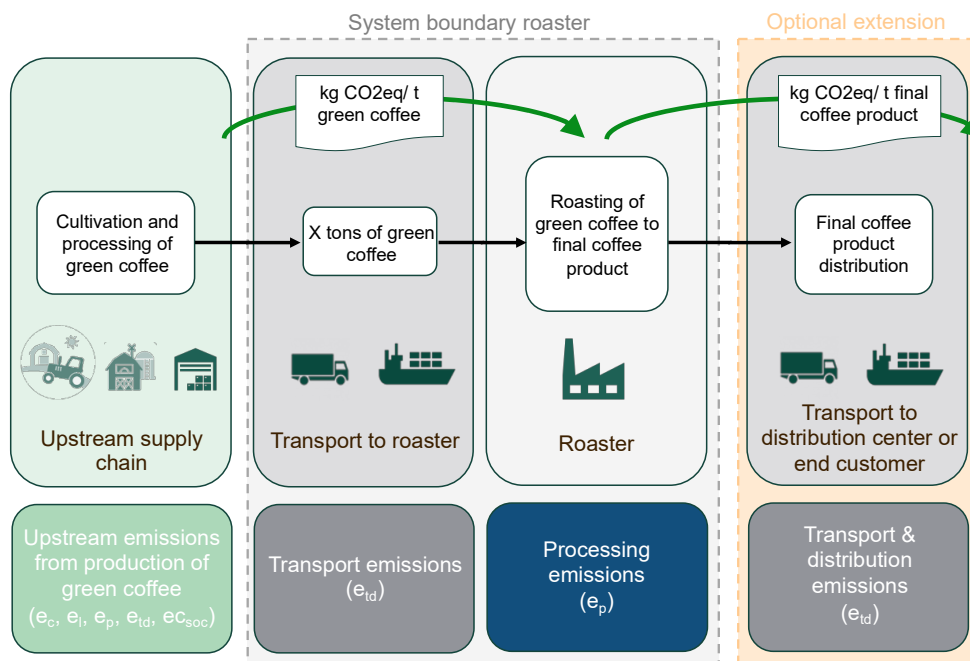 System boundary roaster
Optional extension
kg CO2eq/ t
green coffee
kg CO2eq/ t final
coffee product
Cultivation and
processing of
green coffee
X tons of green
coffee
Roasting of
green coffee to
final coffee
product
Final coffee
product
distribution
Upstream supply
chain
Transport to roaster
Roaster
Transport to
distribution center or
end customer
Upstream emissions
from production of
green coffee
(ec, el, ep, etd, ecsoc)
Transport emissions
(etd)
Processing
emissions
(ep)
Transport &
distribution
emissions
(etd)